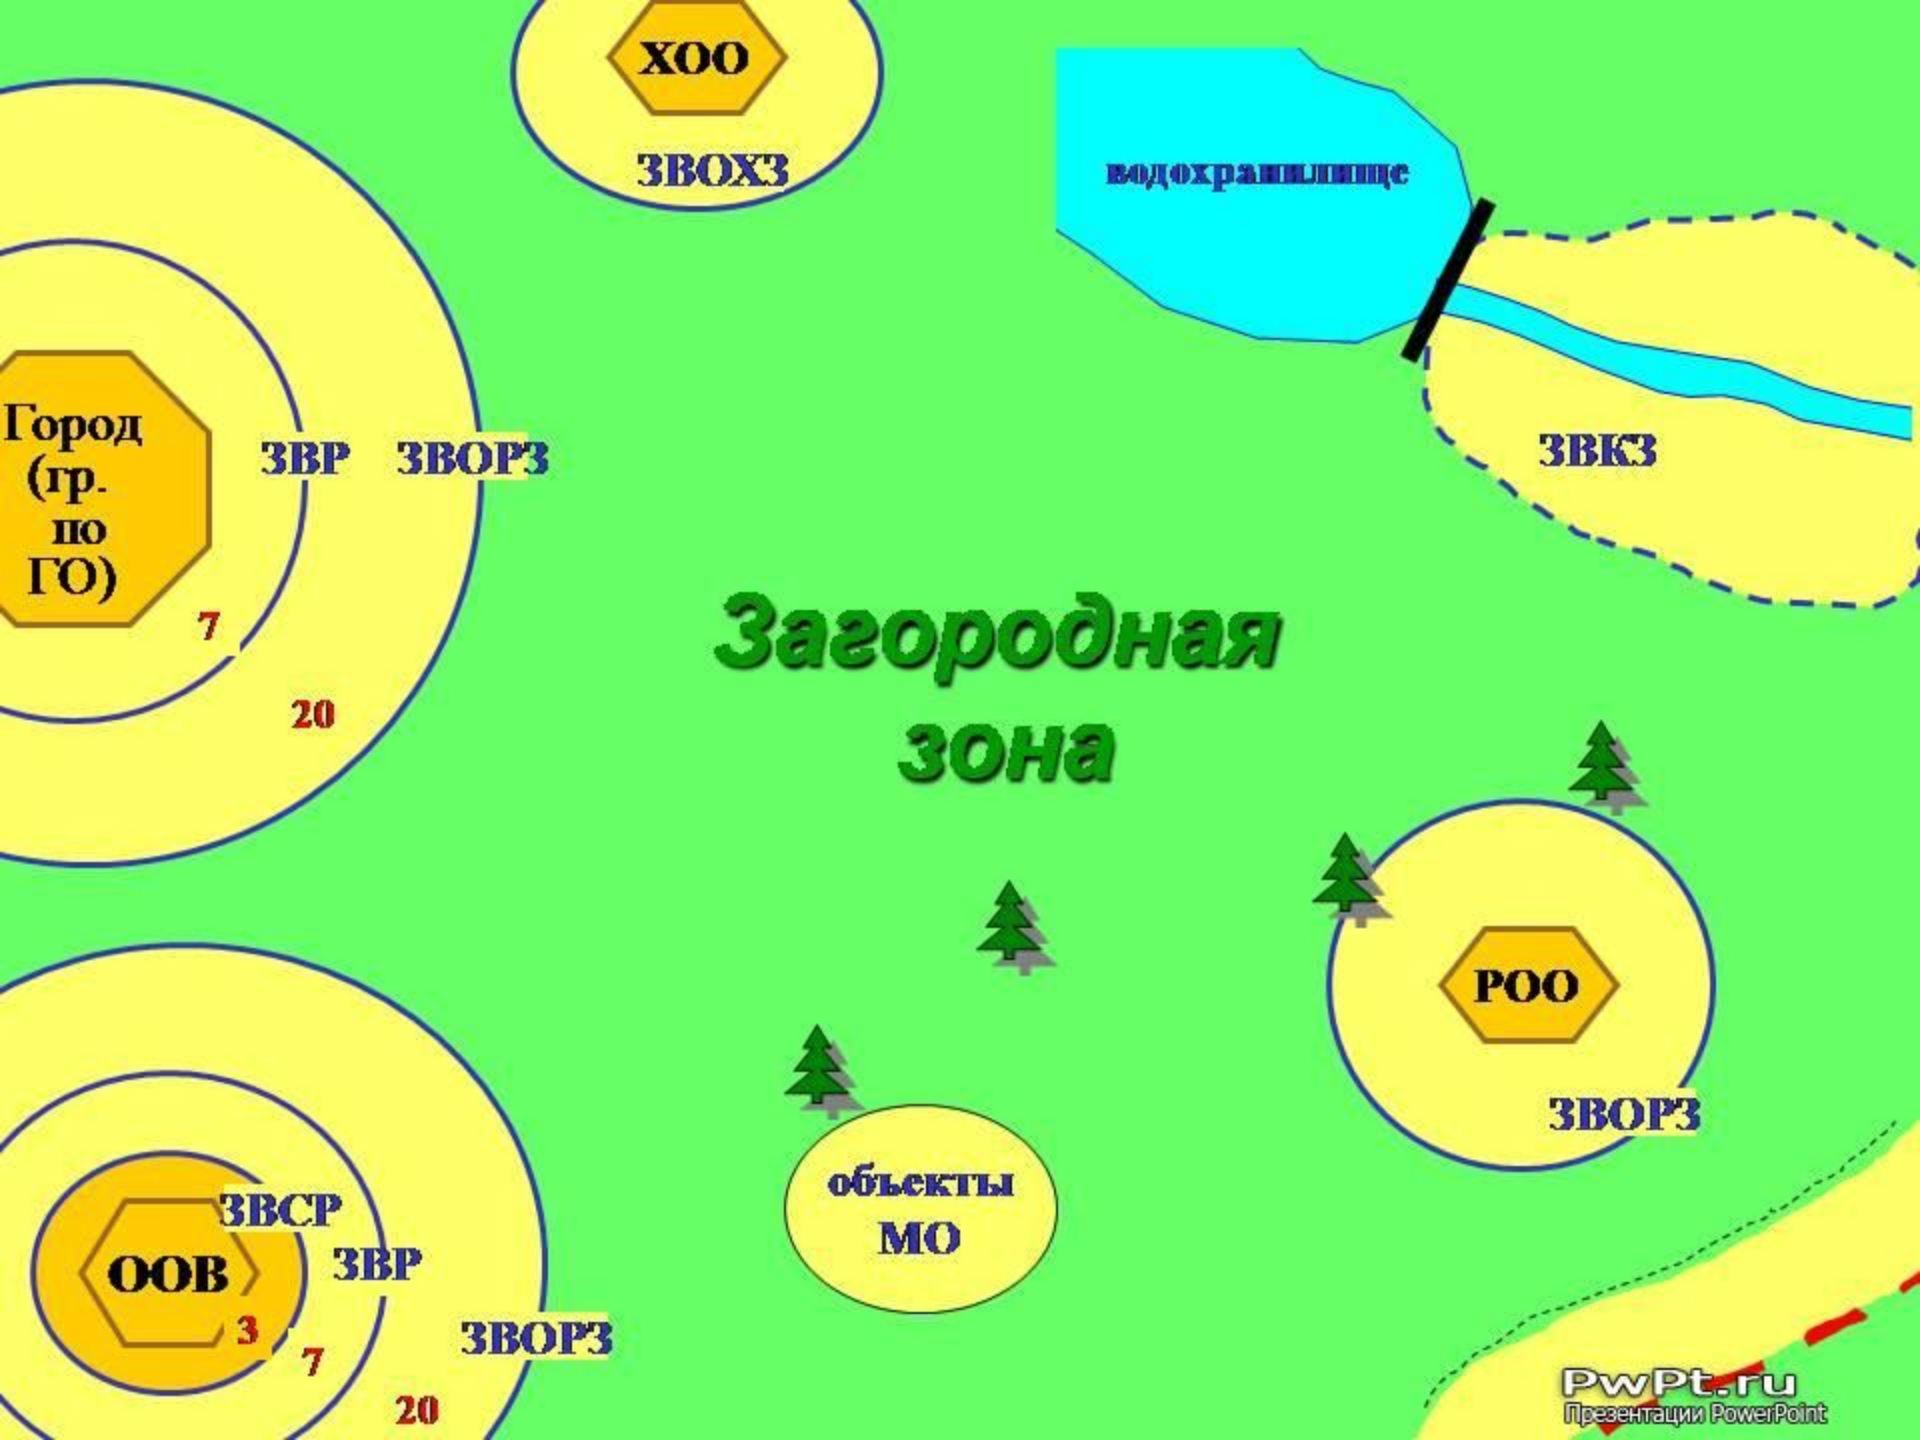 ХОО
ЗВОХЗ
водохранилище
Город
(гр.
по
ГО)
ЗВР
ЗВОРЗ
7
20
ЗВКЗ
Загородная
зона
РОО
ЗВОРЗ
объекты
МО
ЗВСР
ООВ
ЗВР
3
7
ЗВОРЗ
20
PwPt.ru
Презентации PowerPoint